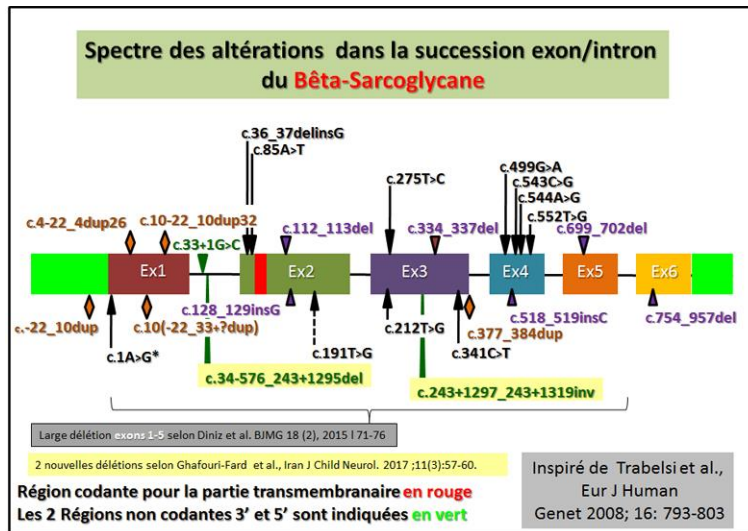 Spectre des altérations dans la succession exon/intron
du Bêta-Sarcoglycane
c.36_37delinsG
c.85A>T
c.499G>A
c.543C>G
c.275T>C
c.544A>G
c.552T>G
c.4-22_4dup26
c.10-22_10dup32
c.33+1G>C
c.112_113del
c.334_337del
c.699_702del
Ex1
Ex2
Ex3
Ex4
Ex5
Ex6
c.-22_10dup
c.10(-22_33+?dup)
c.128_129insG
c.212T>G
c.518_519insC
c.754_957del
c.1A>G*
c.191T>G
c.377_384dup
c.341C>T
c.34-576_243+1295del
c.243+1297_243+1319inv
Large délétion exons 1-5 selon Diniz et al. BJMG 18 (2), 2015 l 71-76
2 nouvelles délétions selon Ghafouri-Fard et al., Iran J Child Neurol. 2017 ;11(3):57-60.
Région codante pour la partie transmembranaire en rouge
Les 2 Régions non codantes 3’ et 5’ sont indiquées en vert
Inspiré de Trabelsi et al.,
Eur J Human
Genet 2008; 16: 793-803